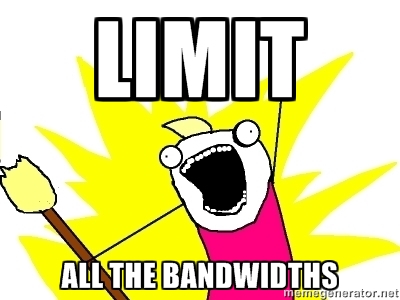 LIMIT
ALL THE BANDWIDTHS
memegenerator.net